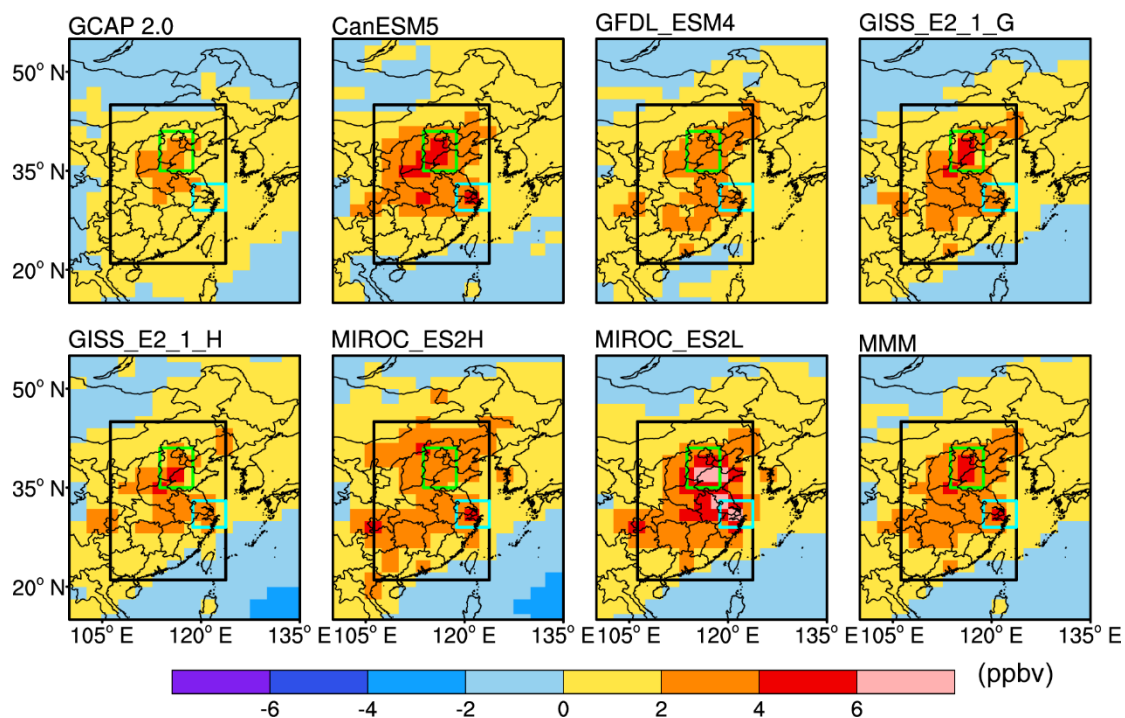 GCAP 2.0 CanESM5 GFDL_ESM4 GISS_E2_1_G
50° N
35° N
20° N
GISS_E2_1_H MIROC_ES2H MIROC_ES2L MMM
50° N
35° N
20° N
105° E 120° E 135° E 105° E 120° E 135° E 105° E 120° E 135° E 105° E 120° E 135° E
(ppbv)
-6 -4 -2 0 2 4 6